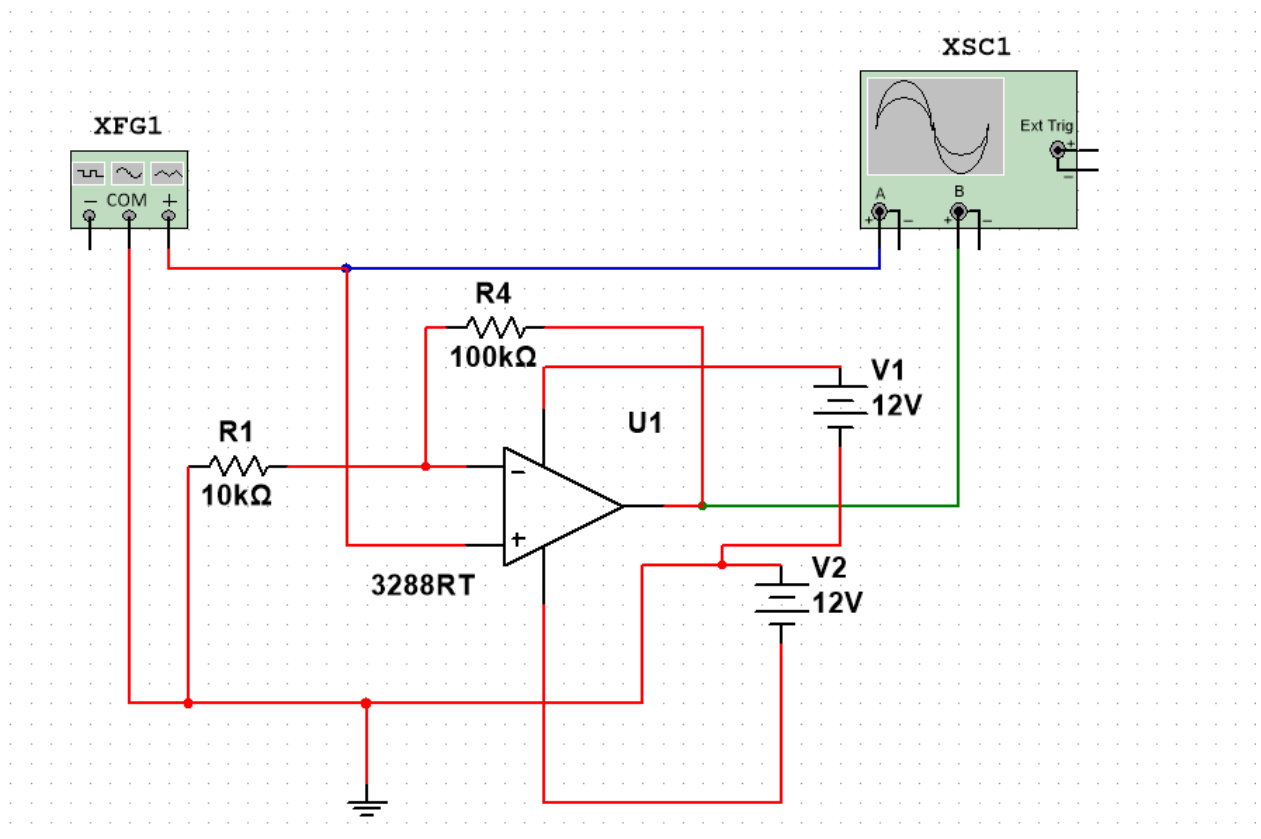 XSC1
XFG1
Ext Trig
+
−
− COM +
A
B
+ −
+ −
R4
100kΩ
V1
12V
U1
R1
10kΩ
−
+
3288RT
V2
12V